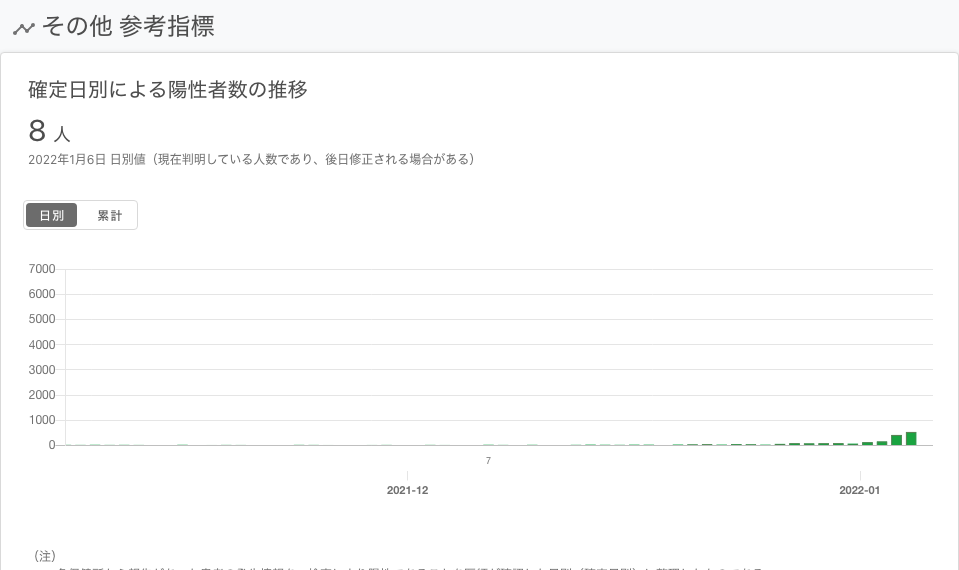 その他 参考指標
確定日別による陽性者数の推移
8 人
2022年1月6日 日別値（現在判明している人数であり、後日修正される場合がある）
日別 累計
7000
6000
5000
4000
3000
2000
1000
0
7
2021-12 2022-01
（注）